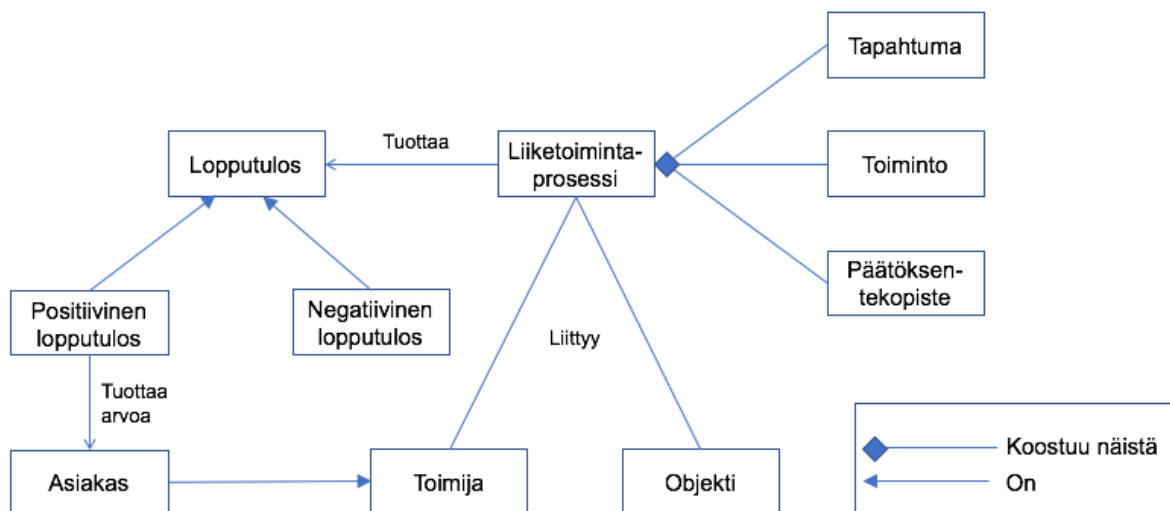 Tapahtuma
Tuottaa
Lopputulos
Liiketoiminta-
prosessi
Toiminto
Positiivinen
lopputulos
Negatiivinen
lopputulos
Päätöksen-
tekopiste
Liittyy
Tuottaa
arvoa
Asiakas
Toimija
Objekti
Koostuu näistä
On